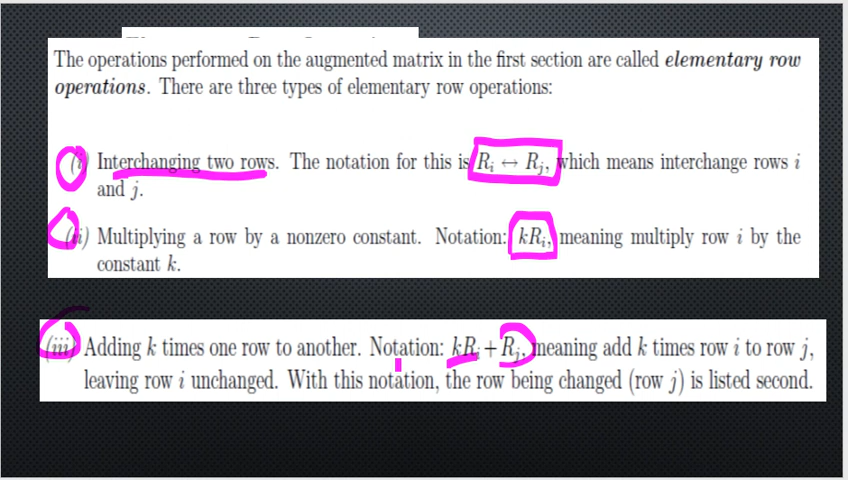 The operations performed on the augmented matrix in the first section are called elementary row
operations. There are three types of elementary row operations:
(i) Interchanging two rows. The notation for this is Rᵢ ↔ Rⱼ, which means interchange rows i
and j.
(ii) Multiplying a row by a nonzero constant. Notation: kRᵢ, meaning multiply row i by the
constant k.
(iii) Adding k times one row to another. Notation: kRᵢ + Rⱼ, meaning add k times row i to row j,
leaving row i unchanged. With this notation, the row being changed (row j) is listed second.